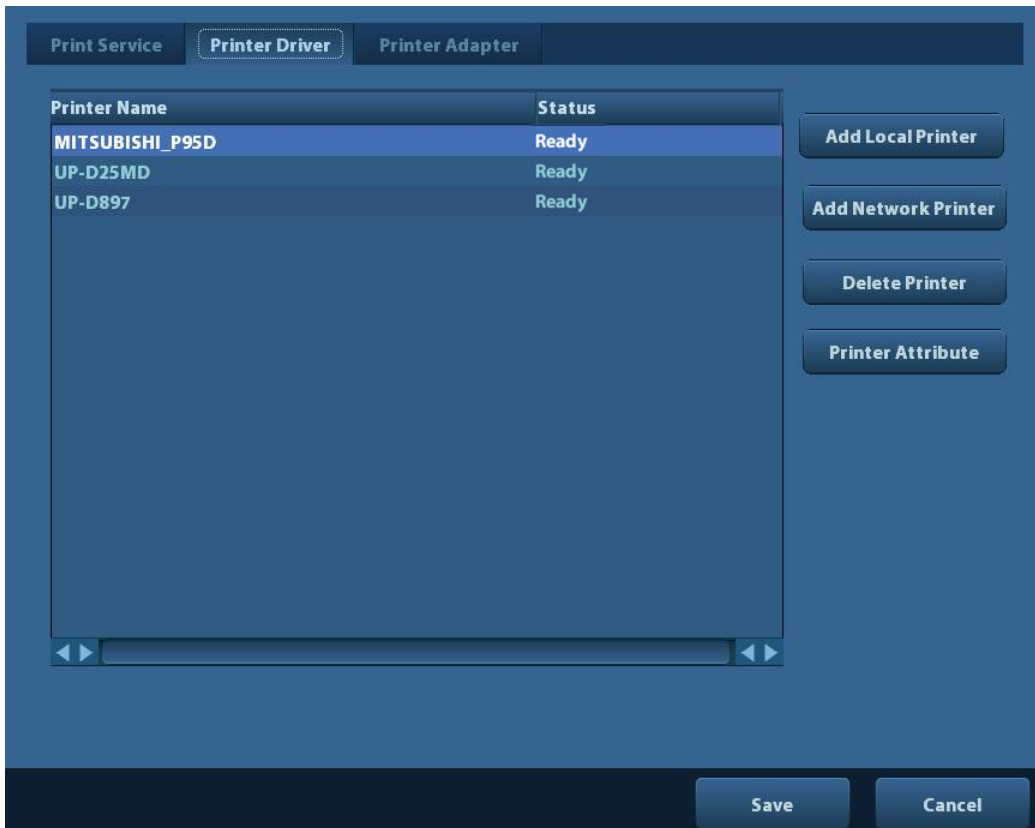 Print Service Printer Driver Printer Adapter
Printer Name Status
MITSUBISHI_P95D Ready
UP-D25MD Ready
UP-D897 Ready
Add Local Printer
Add Network Printer
Delete Printer
Printer Attribute
Save Cancel